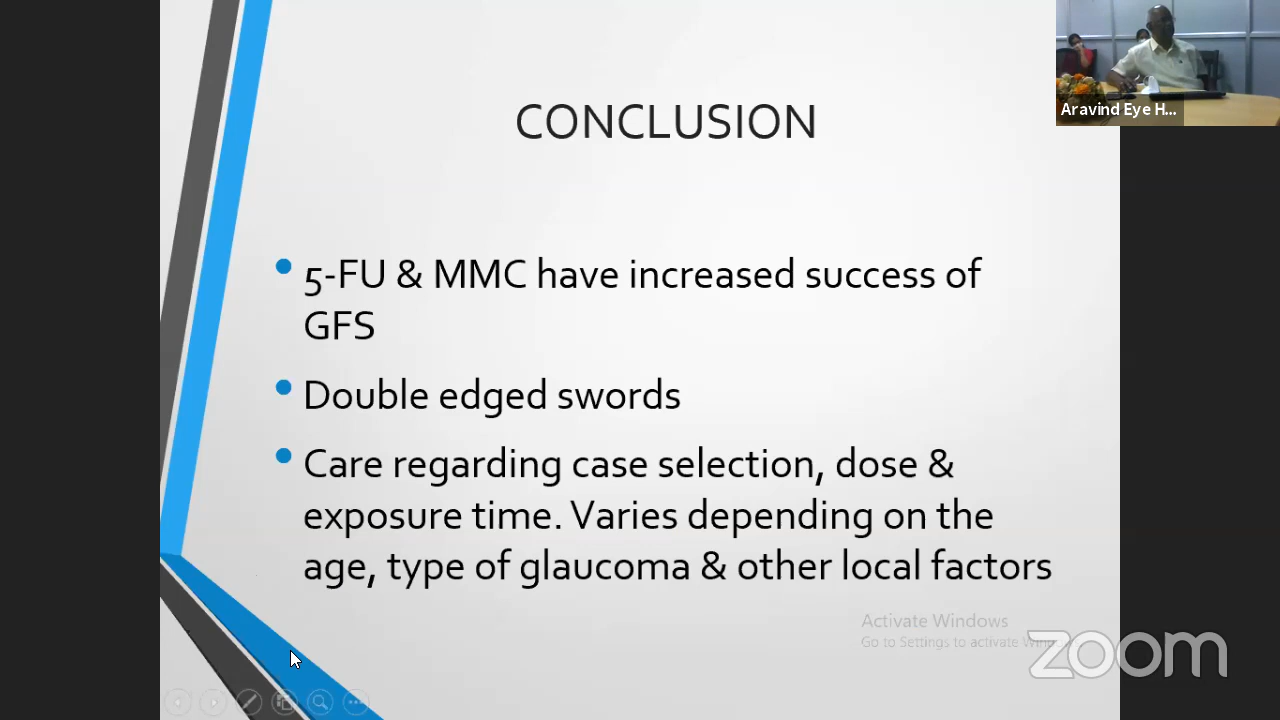 Aravind Eye H...
CONCLUSION
5-FU & MMC have increased success of
GFS
Double edged swords
Care regarding case selection, dose &
exposure time. Varies depending on the
age, type of glaucoma & other local factors
Activate Windows
Go to Settings to activate Windows
zoom